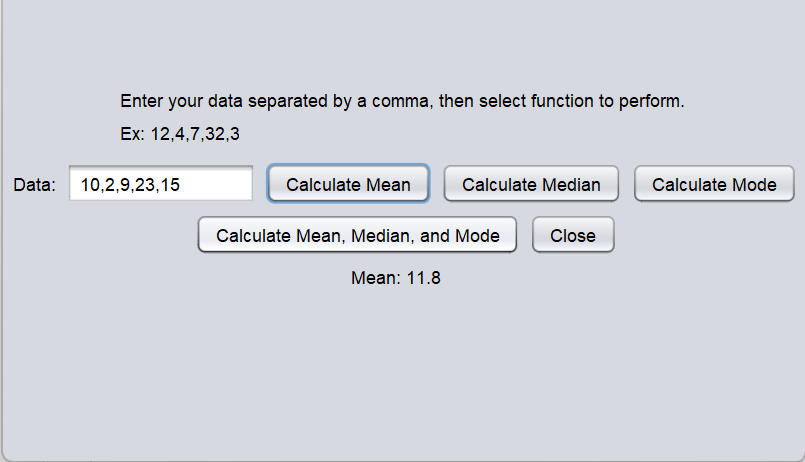 Enter your data separated by a comma, then select function to perform.
Ex: 12,4,7,32,3
Data: 10,2,9,23,15 Calculate Mean Calculate Median Calculate Mode
Calculate Mean, Median, and Mode Close
Mean: 11.8